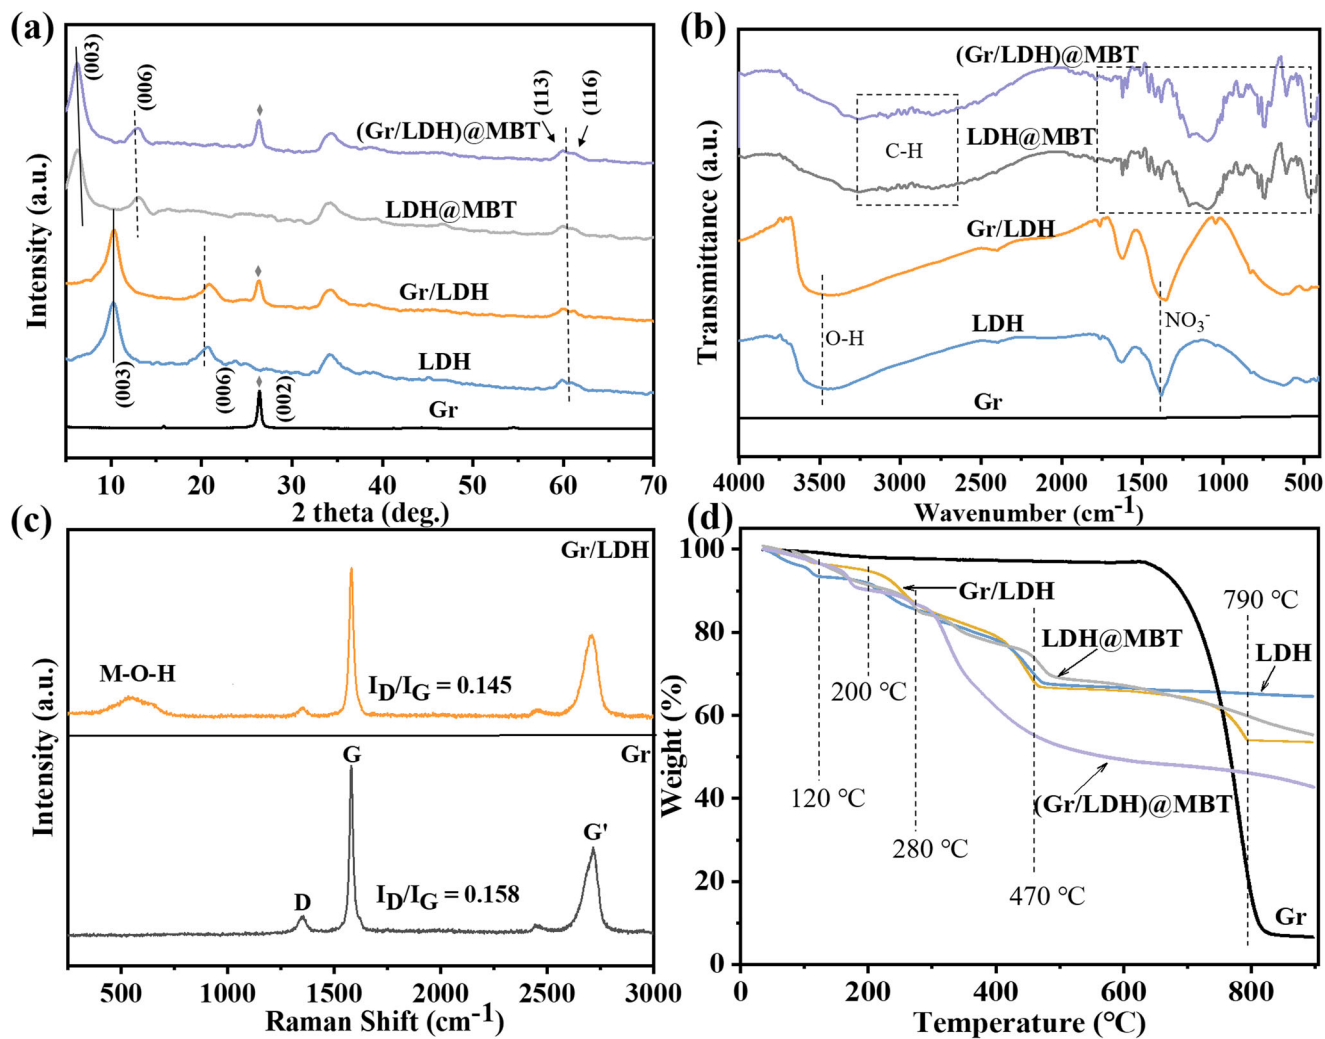 (a)
(003)
(006)
(113)
(116)
(Gr/LDH)@MBT
LDH@MBT
Gr/LDH
LDH
(003)
(006)
(002)
Gr
Intensity (a.u.)
10 20 30 40 50 60 70
2 theta (deg.)
(b)
(Gr/LDH)@MBT
C-H
LDH@MBT
Gr/LDH
O-H
LDH
NO₃⁻
Gr
Transmittance (a.u.)
4000 3500 3000 2500 2000 1500 1000 500
Wavenumber (cm⁻¹)
(c)
Gr/LDH
M-O-H
I_D/I_G = 0.145
Gr
G
G'
D
I_D/I_G = 0.158
Intensity (a.u.)
500 1000 1500 2000 2500 3000
Raman Shift (cm⁻¹)
(d)
100
80
60
40
20
0
Weight (%)
Gr/LDH
790 ℃
LDH@MBT
LDH
200 ℃
120 ℃
(Gr/LDH)@MBT
280 ℃
470 ℃
Gr
0 200 400 600 800
Temperature (℃)